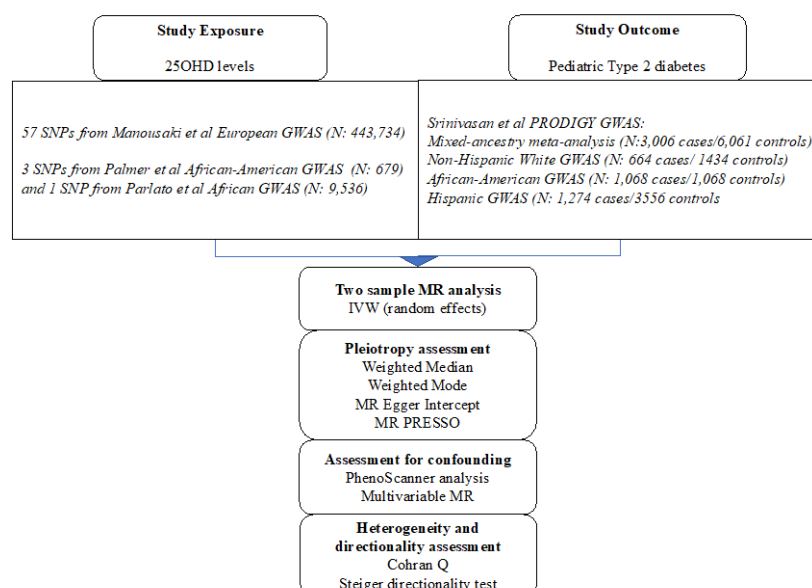 Study Exposure
25OHD levels
Study Outcome
Pediatric Type 2 diabetes
57 SNPs from Manousaki et al European GWAS (N: 443,734)
3 SNPs from Palmer et al African-American GWAS (N: 679)
and 1 SNP from Parlato et al African GWAS (N: 9,536)
Srinivasan et al PRODIGY GWAS:
Mixed-ancestry meta-analysis (N:3,006 cases/6,061 controls)
Non-Hispanic White GWAS (N: 664 cases/ 1434 controls)
African-American GWAS (N: 1,068 cases/1,068 controls)
Hispanic GWAS (N: 1,274 cases/3556 controls
Two sample MR analysis
IVW (random effects)
Pleiotropy assessment
Weighted Median
Weighted Mode
MR Egger Intercept
MR PRESSO
Assessment for confounding
PhenoScanner analysis
Multivariable MR
Heterogeneity and
directionality assessment
Cohran Q
Steiger directionality test